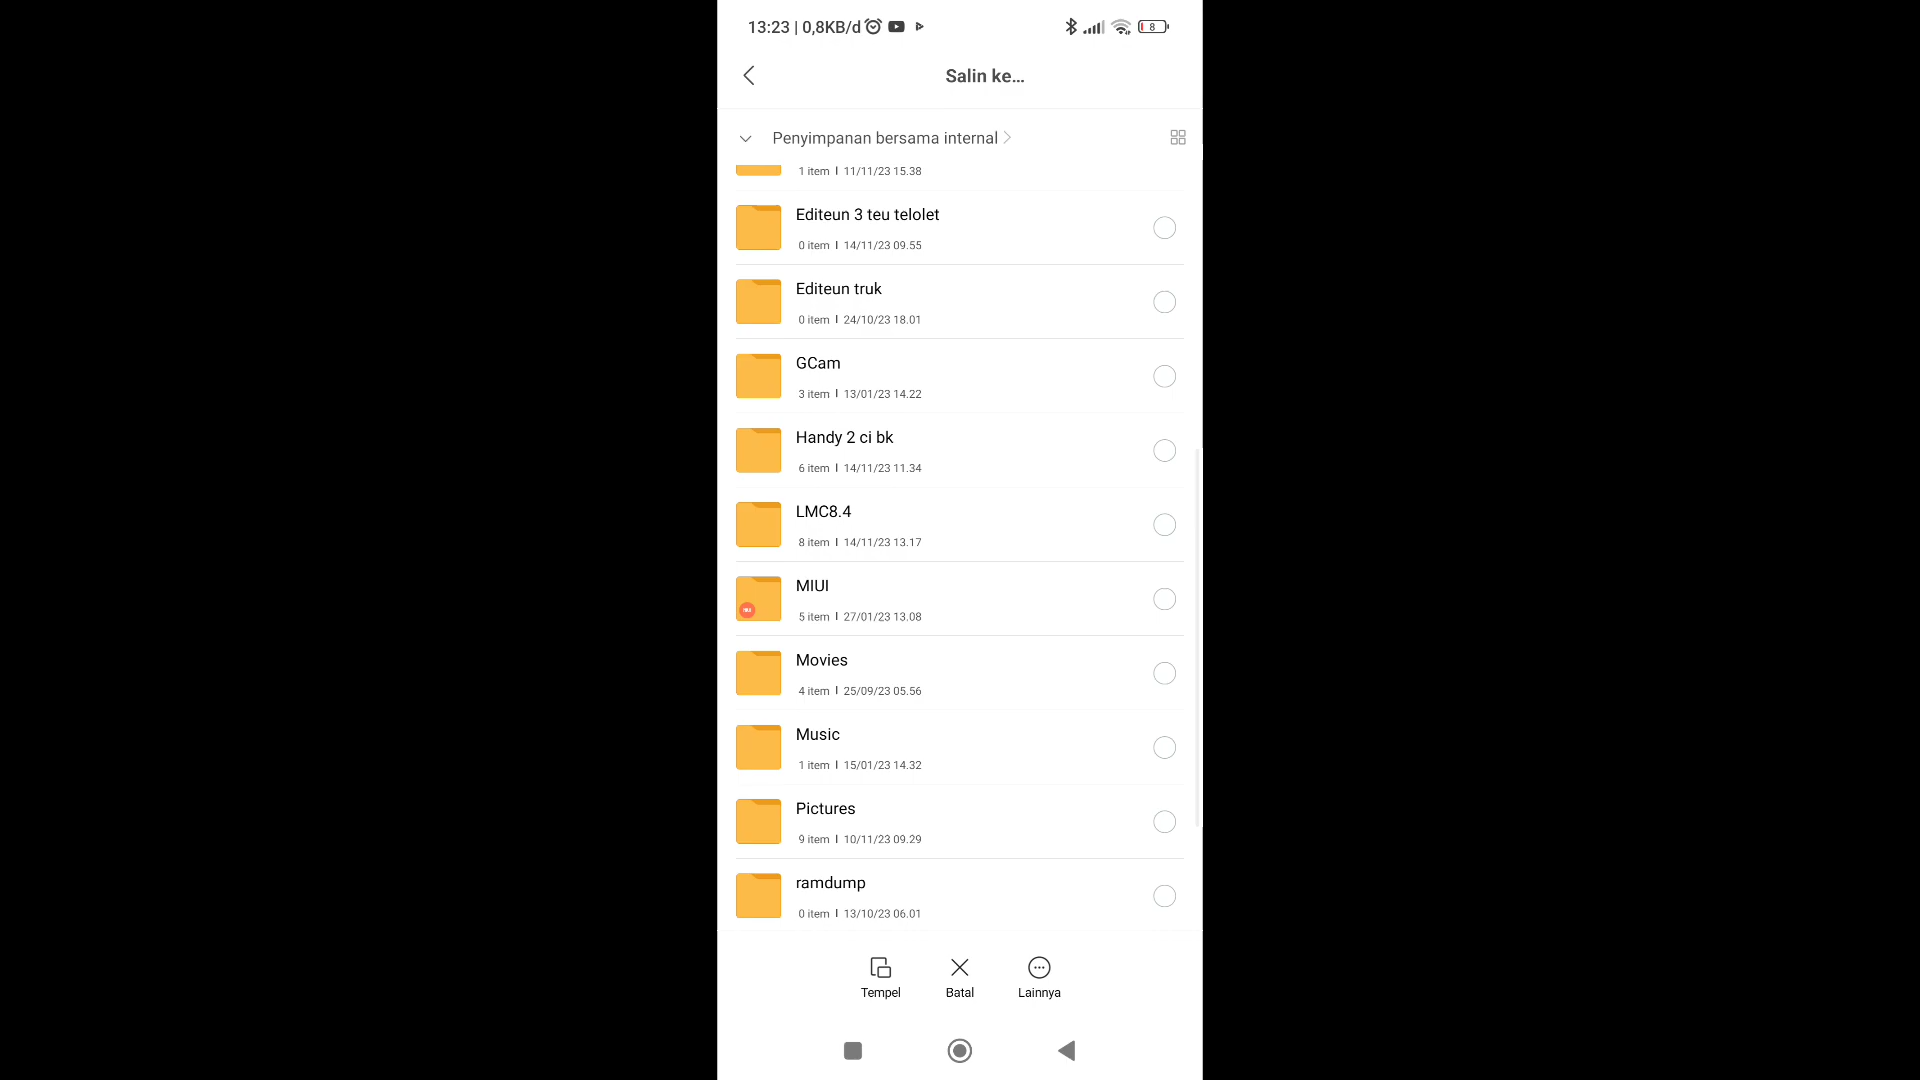 13:23 | 0,8KB/d
8
Salin ke...
Penyimpanan bersama internal
1 item | 11/11/23 15.38
Editeun 3 teu telolet
0 item | 14/11/23 09.55
Editeun truk
0 item | 24/10/23 18.01
GCam
3 item | 13/01/23 14.22
Handy 2 ci bk
6 item | 14/11/23 11.34
LMC8.4
8 item | 14/11/23 13.17
MIUI
5 item | 27/01/23 13.08
Movies
4 item | 25/09/23 05.56
Music
1 item | 15/01/23 14.32
Pictures
9 item | 10/11/23 09.29
ramdump
0 item | 13/10/23 06.01
Tempel Batal Lainnya